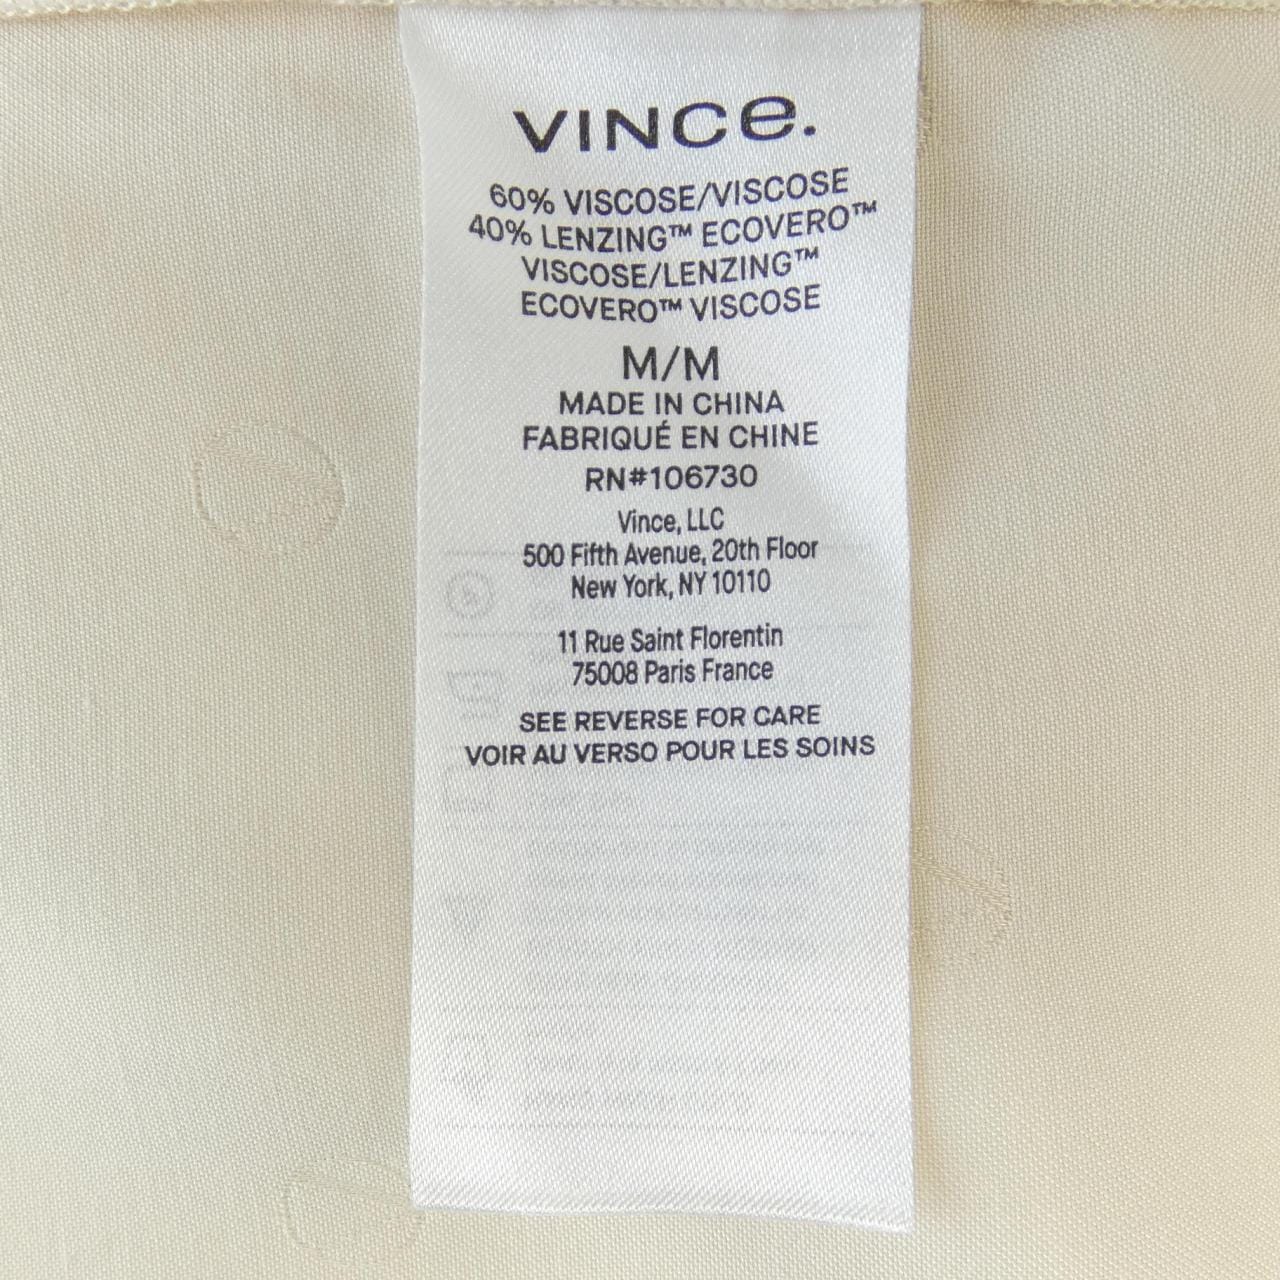 VINCe.
60% VISCOSE/VISCOSE
40% LENZING™ ECOVERO™
VISCOSE/LENZING™
ECOVERO™ VISCOSE
M/M
MADE IN CHINA
FABRIQUÉ EN CHINE
RN#106730
Vince, LLC
500 Fifth Avenue, 20th Floor
New York, NY 10110
11 Rue Saint Florentin
75008 Paris France
SEE REVERSE FOR CARE
VOIR AU VERSO POUR LES SOINS